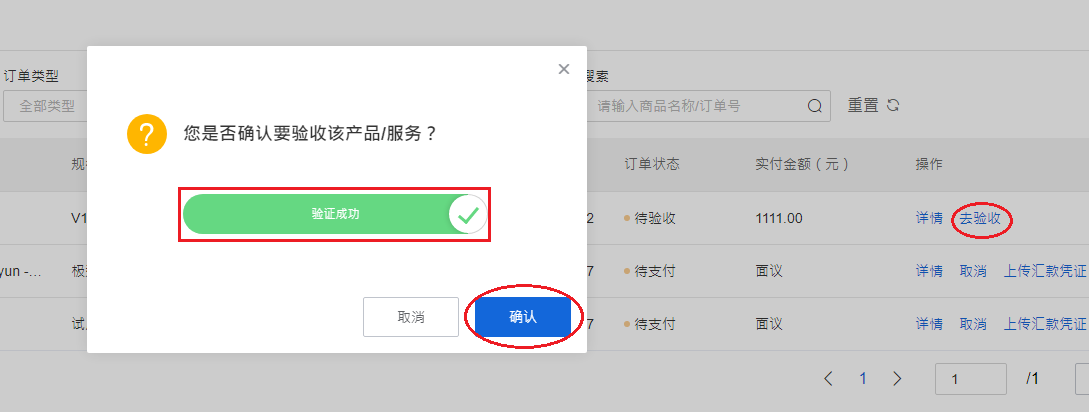 订单类型
搜索
全部类型
请输入商品名称/订单号
重置
您是否确认要验收该产品/服务？
订单状态
实付金额（元）
操作
V1
2
待验收
1111.00
详情
去验收
验证成功
yun -...
7
待支付
面议
详情
取消
上传汇款凭证
取消
确认
7
待支付
面议
详情
取消
上传汇款凭证
1
1
/1